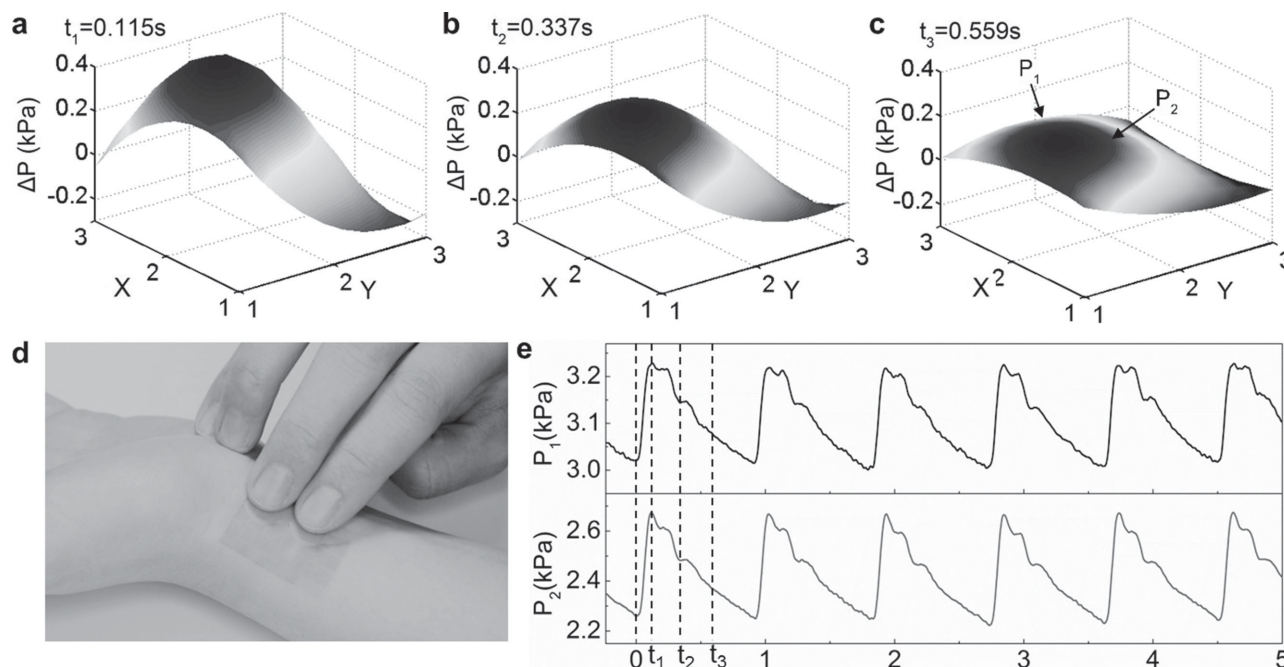 a
t1=0.115s
0.4
0.2
0
-0.2
ΔP (kPa)
3
X
2
1
1
2
Y
3
b
t2=0.337s
0.4
0.2
0
-0.2
ΔP (kPa)
3
X
2
1
1
2
Y
3
c
t3=0.559s
P1
P2
0.4
0.2
0
-0.2
ΔP (kPa)
3
X
2
1
1
2
Y
3
d
e
3.2
3.1
3.0
P1(kPa)
2.6
2.4
2.2
P2(kPa)
0 t1 t2 t3 1 2 3 4 5